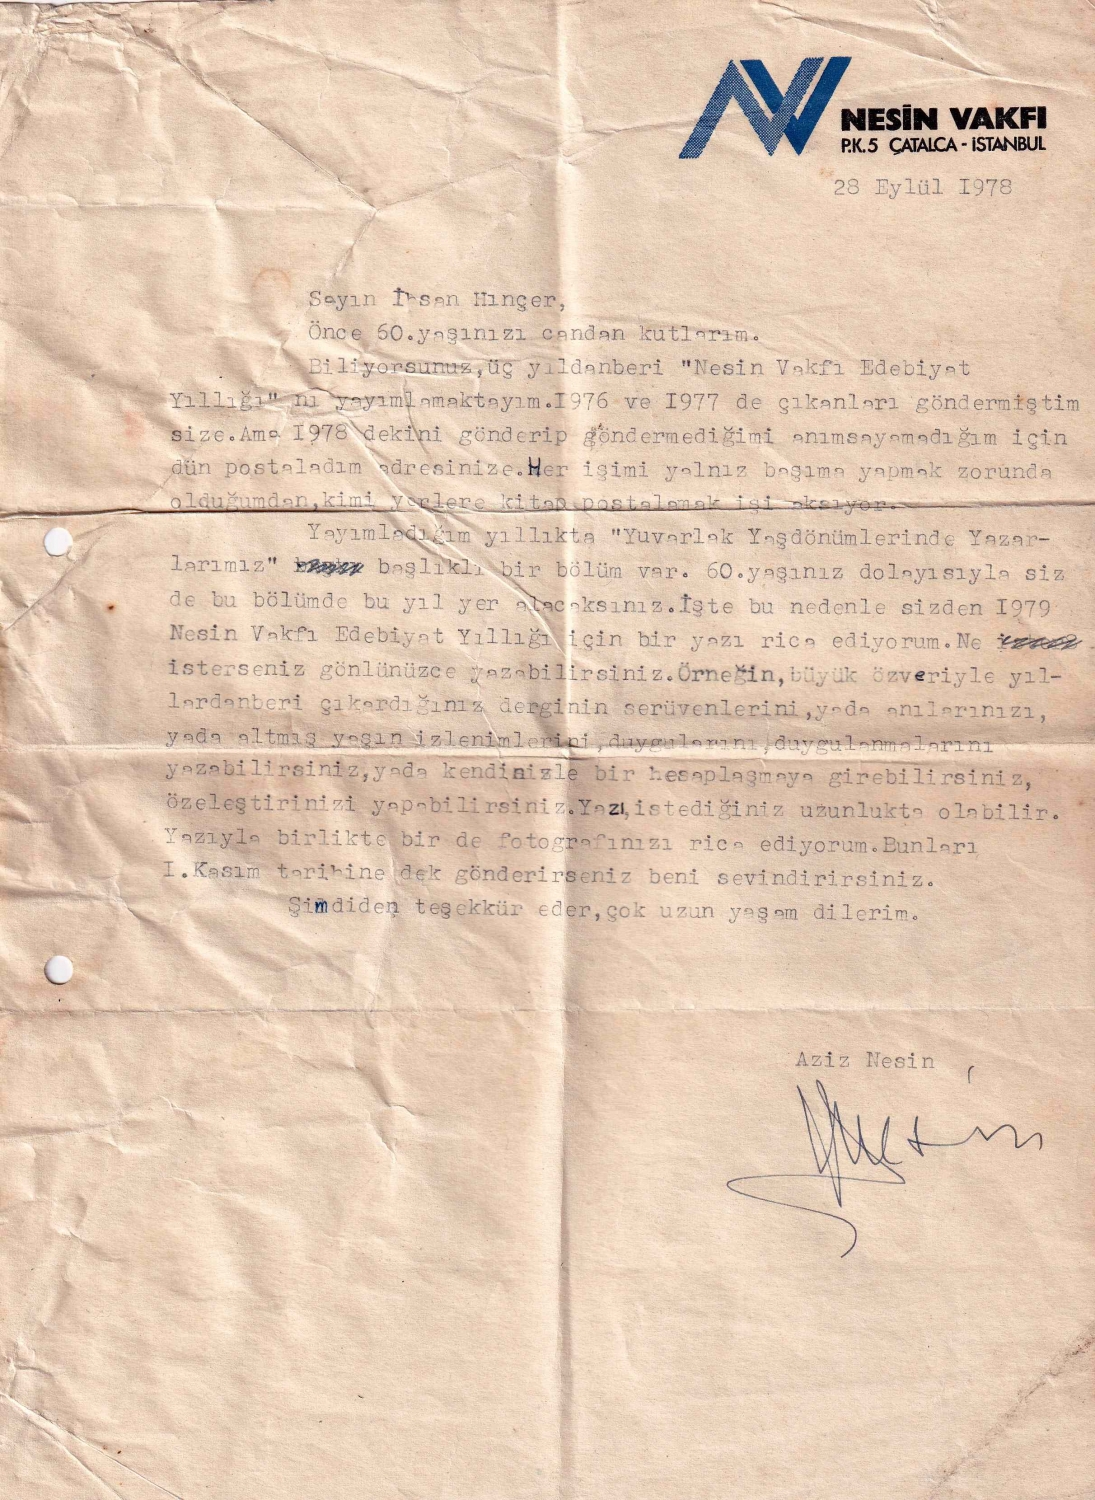 NESİN VAKFI
P.K.5 ÇATALCA - İSTANBUL
28 Eylül I978
Sayın İhsan Hınçer,
Önce 60.yaşınızı candan kutlarım.
Biliyorsunuz,üç yıldanberi "Nesin Vakfı Edebiyat
Yıllığı" nı yayımlamaktayım.I976 ve I977 de çıkanları göndermiştim
size.Ama I978 dekini gönderip göndermediğimi anımsayamadığım için
dün postaladım adresinize.Her işimi yalnız başıma yapmak zorunda
olduğumdan,kimi yerlere kitap postalamak işi aksıyor.
Yayımladığım yıllıkta "Yuvarlak Yaşdönümlerinde Yazar-
larımız" başlıklı bir bölüm var. 60.yaşınız dolayısıyla siz
de bu bölümde bu yıl yer alacaksınız.İşte bu nedenle sizden I979
Nesin Vakfı Edebiyat Yıllığı için bir yazı rica ediyorum.Ne
isterseniz gönlünüzce yazabilirsiniz.Örneğin,büyük özveriyle yıl-
lardanberi çıkardığınız derginin serüvenlerini,yada anılarınızı,
yada altmış yaşın izlenimlerini,duygularını,duygulanmalarını
yazabilirsiniz,yada kendinizle bir hesaplaşmaya girebilirsiniz,
özeleştirinizi yapabilirsiniz.Yazı,istediğiniz uzunlukta olabilir.
Yazıyla birlikte bir de fotoğrafınızı rica ediyorum.Bunları
I.Kasım tarihine dek gönderirseniz beni sevindirirsiniz.
Şimdiden teşekkür eder,çok uzun yaşam dilerim.
Aziz Nesin